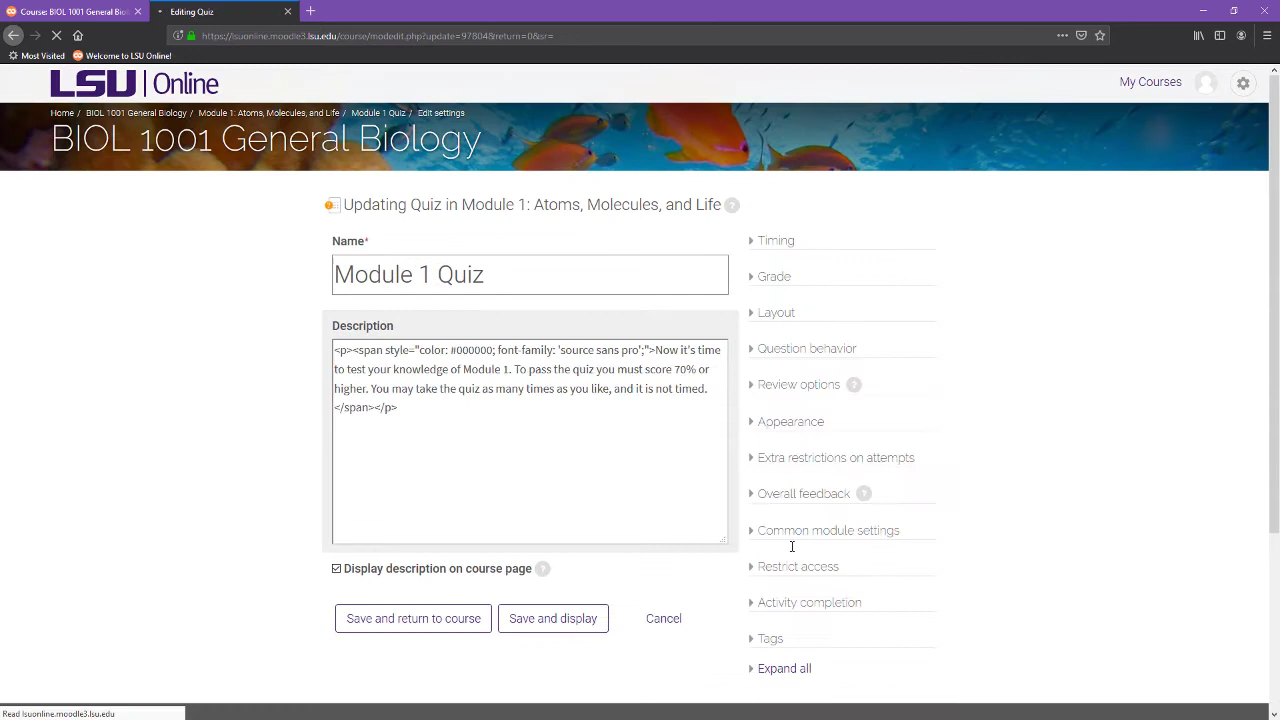 Course: BIOL 1001 General Biol
Editing Quiz
https://lsuonline.moodle3.lsu.edu/course/modedit.php?update=97804&return=0&sr=
Most Visited
Welcome to LSU Online!
LSU Online
My Courses
Home / BIOL 1001 General Biology / Module 1: Atoms, Molecules, and Life / Module 1 Quiz / Edit settings
BIOL 1001 General Biology
Updating Quiz in Module 1: Atoms, Molecules, and Life ?
Name*
Module 1 Quiz
Description
<p><span style="color: #000000; font-family: 'source sans pro';">Now it's time
to test your knowledge of Module 1. To pass the quiz you must score 70% or
higher. You may take the quiz as many times as you like, and it is not timed.
</span></p>
Display description on course page ?
Save and return to course
Save and display
Cancel
Timing
Grade
Layout
Question behavior
Review options ?
Appearance
Extra restrictions on attempts
Overall feedback ?
Common module settings
Restrict access
Activity completion
Tags
Expand all
Read lsuonline.moodle3.lsu.edu